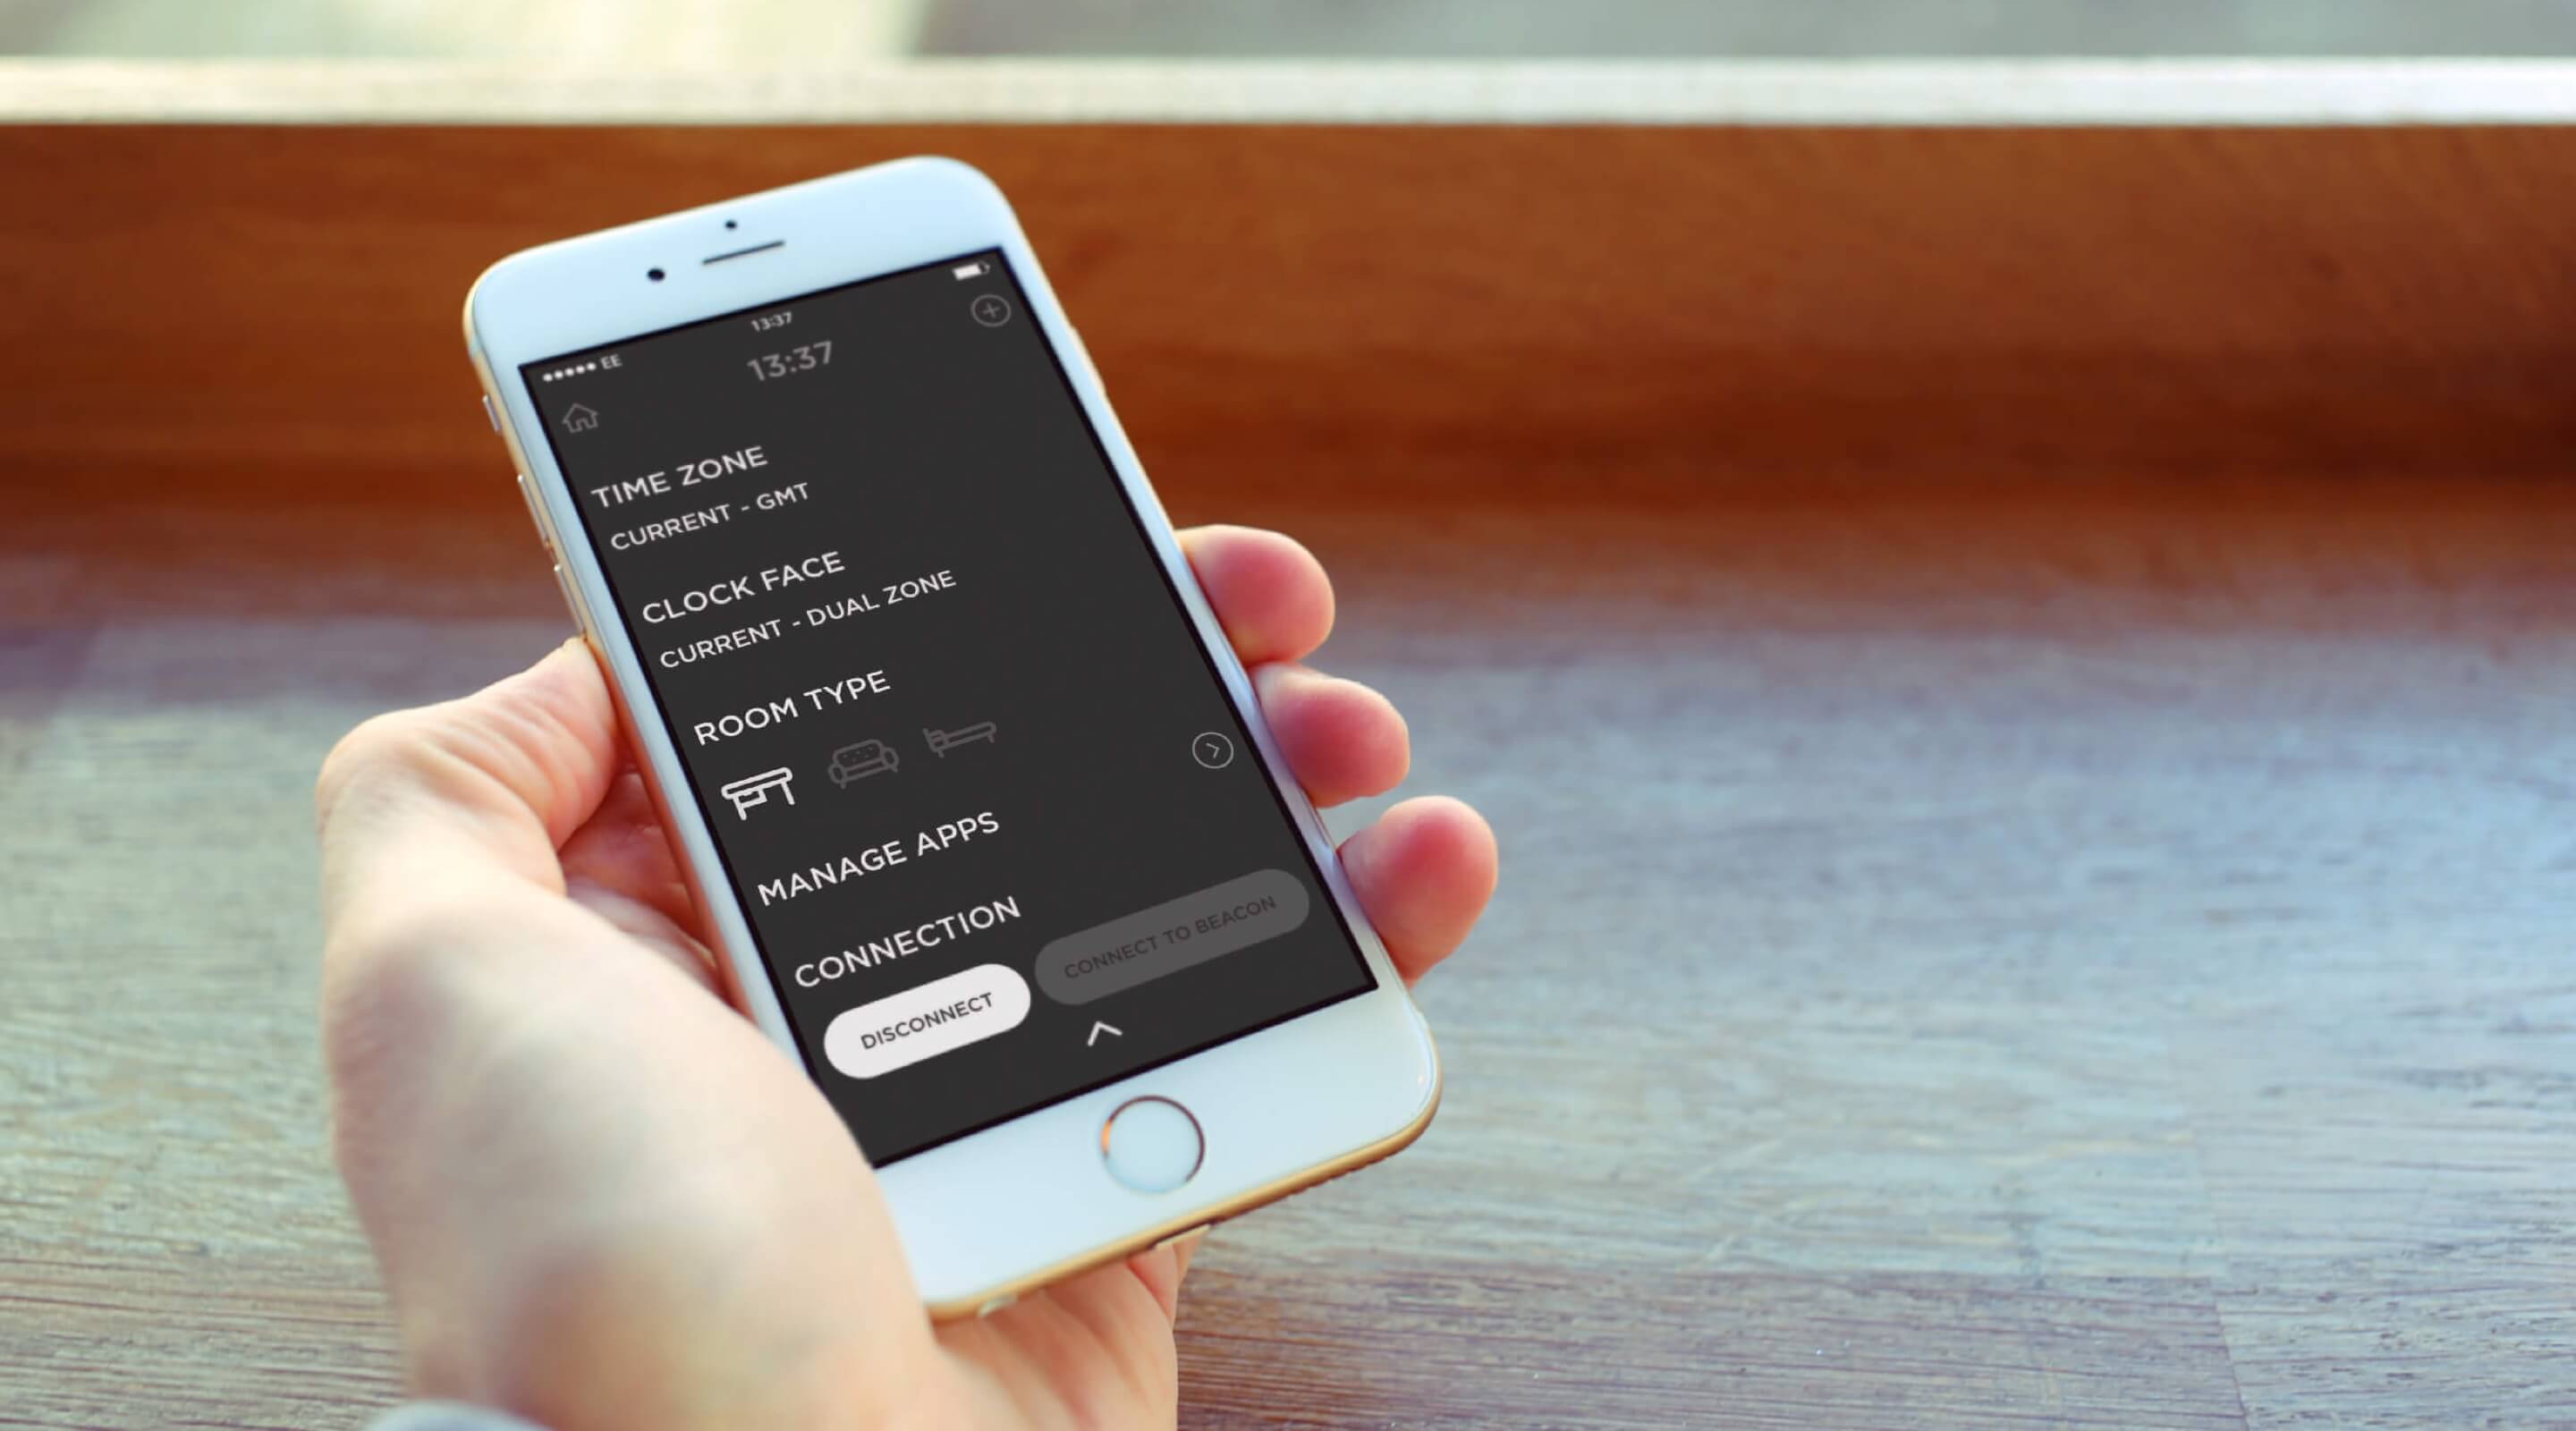 EE
13:37
13:37
TIME ZONE
CURRENT - GMT
CLOCK FACE
CURRENT - DUAL ZONE
ROOM TYPE
MANAGE APPS
CONNECTION
DISCONNECT
CONNECT TO BEACON